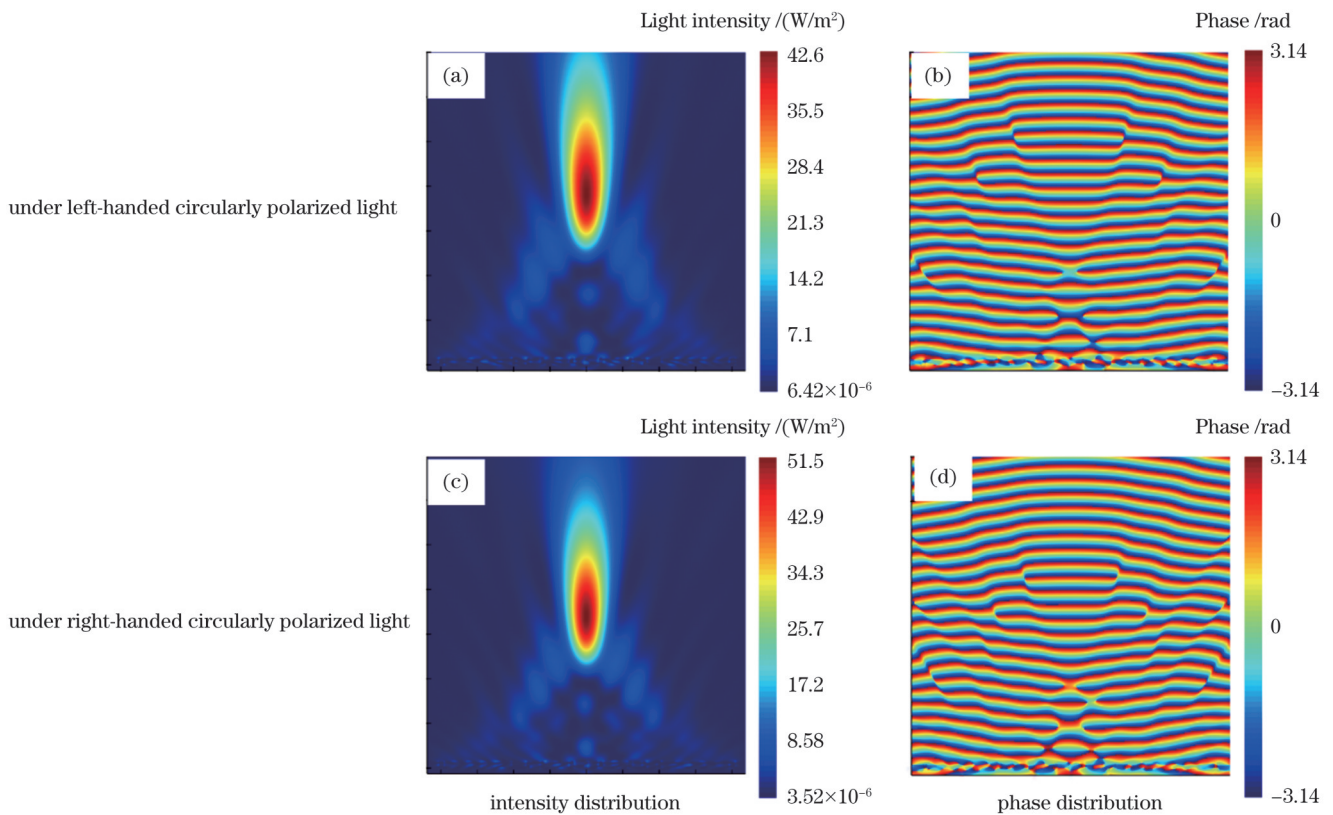 Light intensity /(W/m²)
Phase /rad
(a)
42.6
35.5
28.4
21.3
14.2
7.1
6.42×10⁻⁶
(b)
3.14
0
−3.14
under left-handed circularly polarized light
Light intensity /(W/m²)
Phase /rad
(c)
51.5
42.9
34.3
25.7
17.2
8.58
3.52×10⁻⁶
(d)
3.14
0
−3.14
under right-handed circularly polarized light
intensity distribution
phase distribution